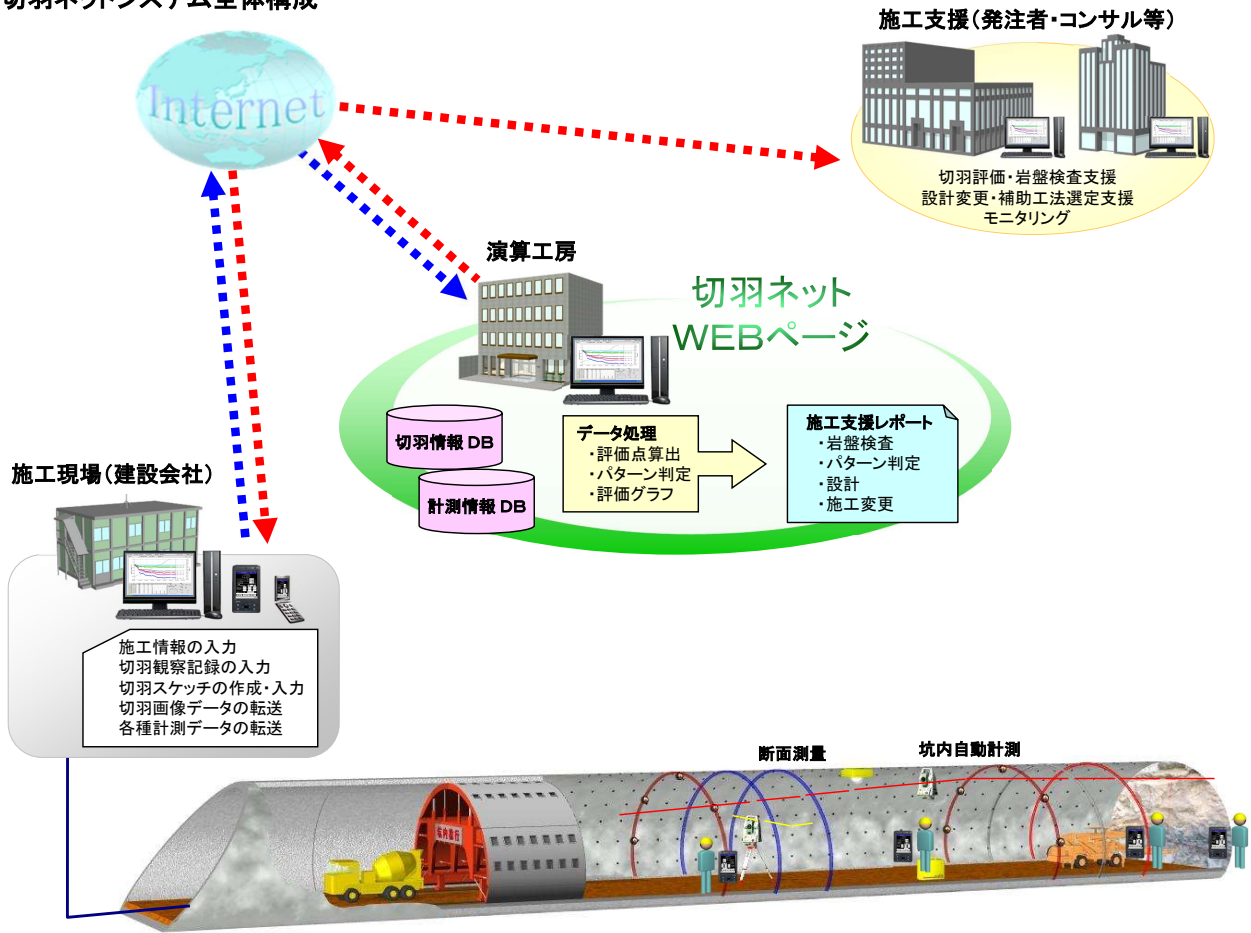 切羽ネットシステム全体構成
施工支援(発注者・コンサル等)
Internet
切羽評価・岩盤検査支援
設計変更・補助工法選定支援
モニタリング
演算工房
切羽ネット
WEBページ
切羽情報 DB
計測情報 DB
データ処理
・評価点算出
・パターン判定
・評価グラフ
施工支援レポート
・岩盤検査
・パターン判定
・設計
・施工変更
施工現場(建設会社)
施工情報の入力
切羽観察記録の入力
切羽スケッチの作成・入力
切羽画像データの転送
各種計測データの転送
断面測量
坑内自動計測